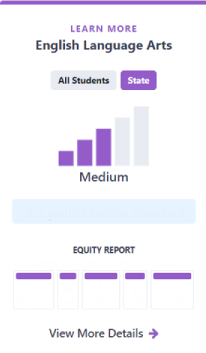 LEARN MORE
English Language Arts
All Students State
Medium
EQUITY REPORT
View More Details →